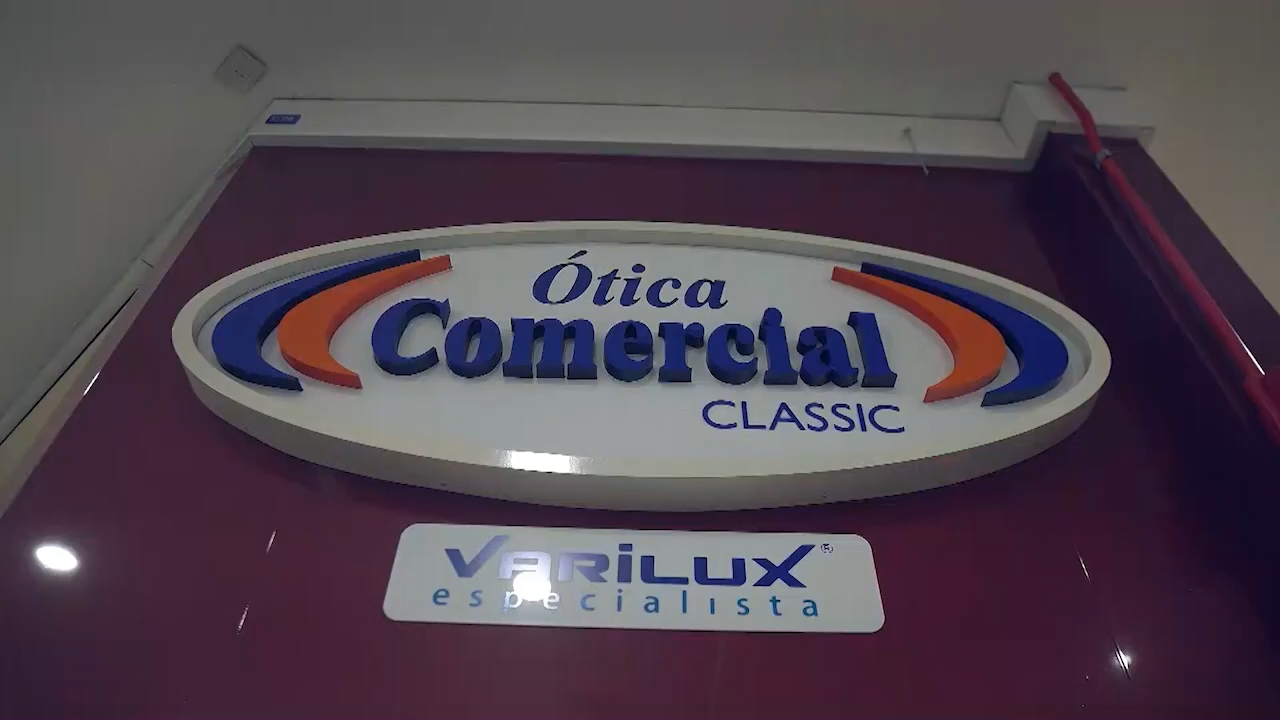 Ótica
Comercial
CLASSIC
VARILUX®
especialista